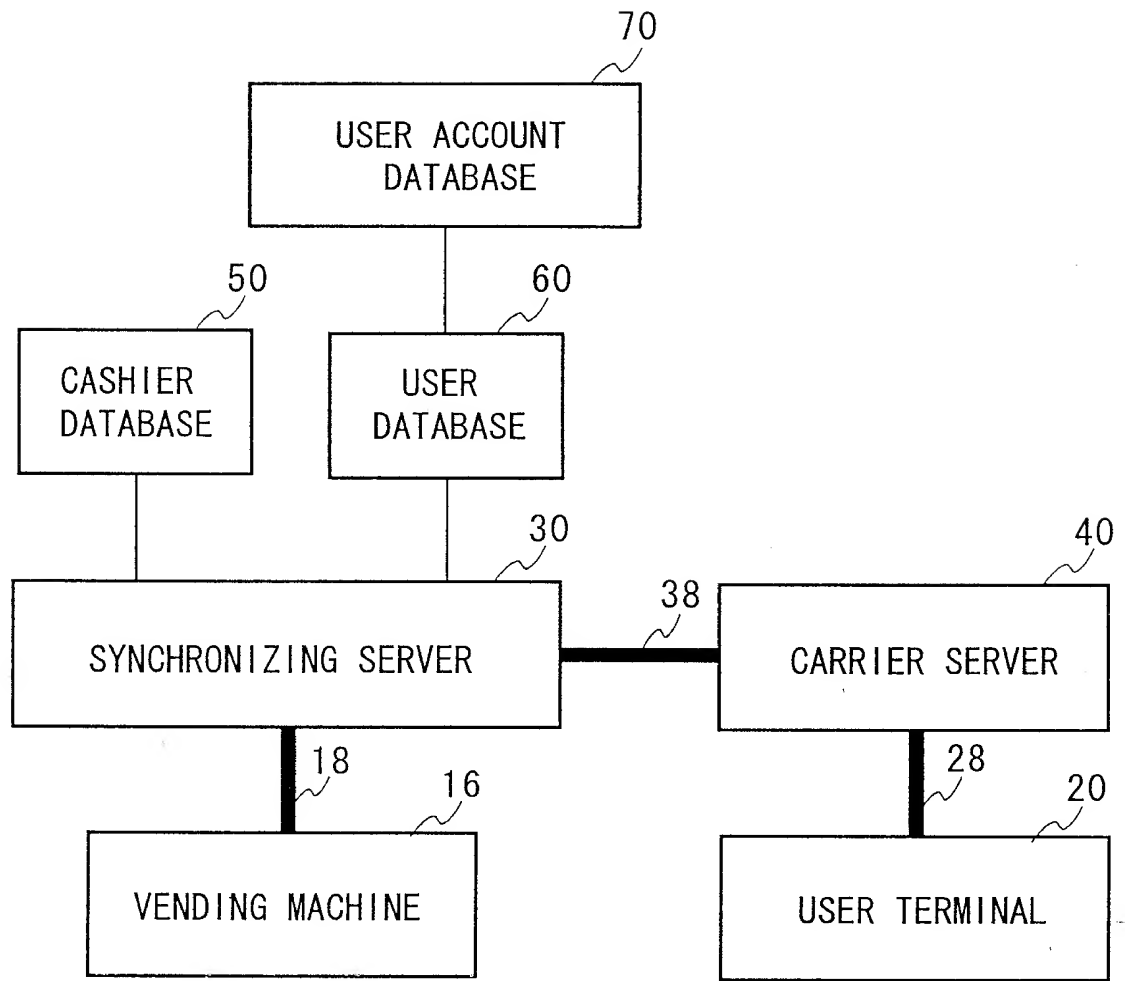 70
USER ACCOUNT
DATABASE
50
60
CASHIER
DATABASE
USER
DATABASE
30
40
38
SYNCHRONIZING SERVER
CARRIER SERVER
18
28
16
20
VENDING MACHINE
USER TERMINAL